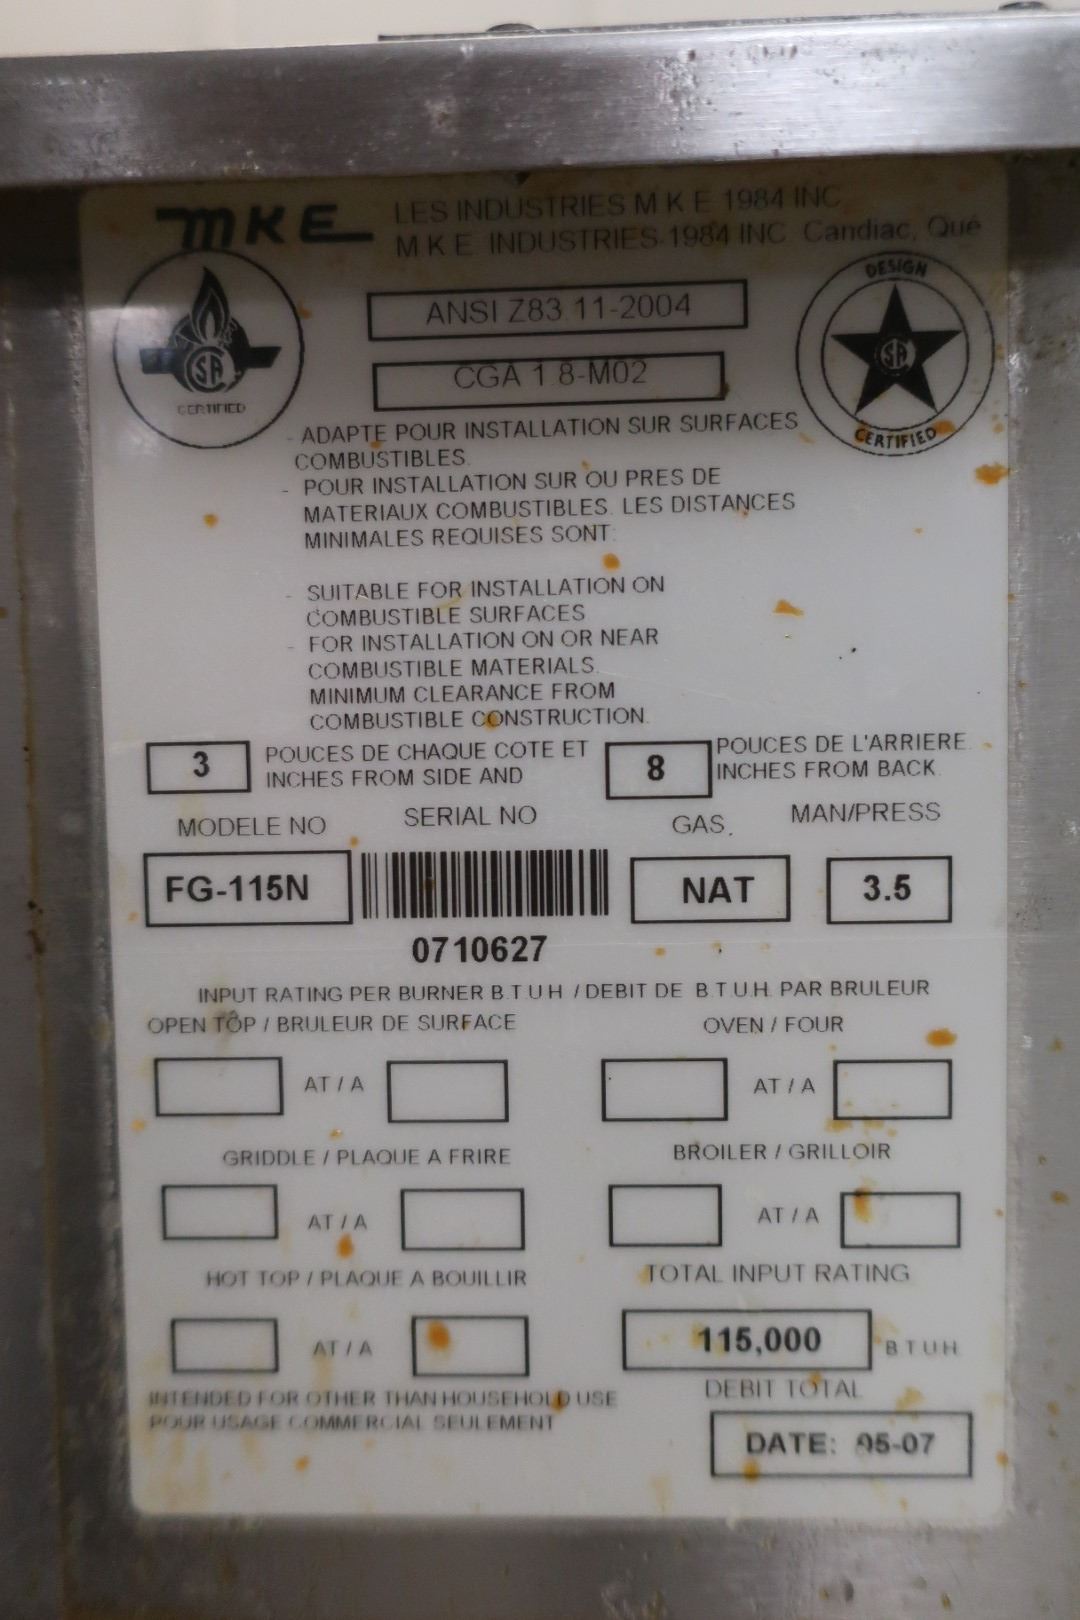 MKE
LES INDUSTRIES M K E 1984 INC
M K E INDUSTRIES 1984 INC Candiac, Qué
CERTIFIED
DESIGN
CERTIFIED
ANSI Z83.11-2004
CGA 1.8-M02
- ADAPTE POUR INSTALLATION SUR SURFACES
COMBUSTIBLES.
- POUR INSTALLATION SUR OU PRES DE
MATERIAUX COMBUSTIBLES. LES DISTANCES
MINIMALES REQUISES SONT:
- SUITABLE FOR INSTALLATION ON
COMBUSTIBLE SURFACES
- FOR INSTALLATION ON OR NEAR
COMBUSTIBLE MATERIALS.
MINIMUM CLEARANCE FROM
COMBUSTIBLE CONSTRUCTION.
3 POUCES DE CHAQUE COTE ET 8 POUCES DE L'ARRIERE.
INCHES FROM SIDE AND INCHES FROM BACK.
MODELE NO SERIAL NO GAS. MAN/PRESS
FG-115N NAT 3.5
0710627
INPUT RATING PER BURNER B.T.U.H. / DEBIT DE B.T.U.H. PAR BRULEUR
OPEN TOP / BRULEUR DE SURFACE OVEN / FOUR
AT / A AT / A
GRIDDLE / PLAQUE A FRIRE BROILER / GRILLOIR
AT / A AT / A
HOT TOP / PLAQUE A BOUILLIR TOTAL INPUT RATING
AT / A 115,000 B.T.U.H.
DEBIT TOTAL
INTENDED FOR OTHER THAN HOUSEHOLD USE
POUR USAGE COMMERCIAL SEULEMENT
DATE: 05-07